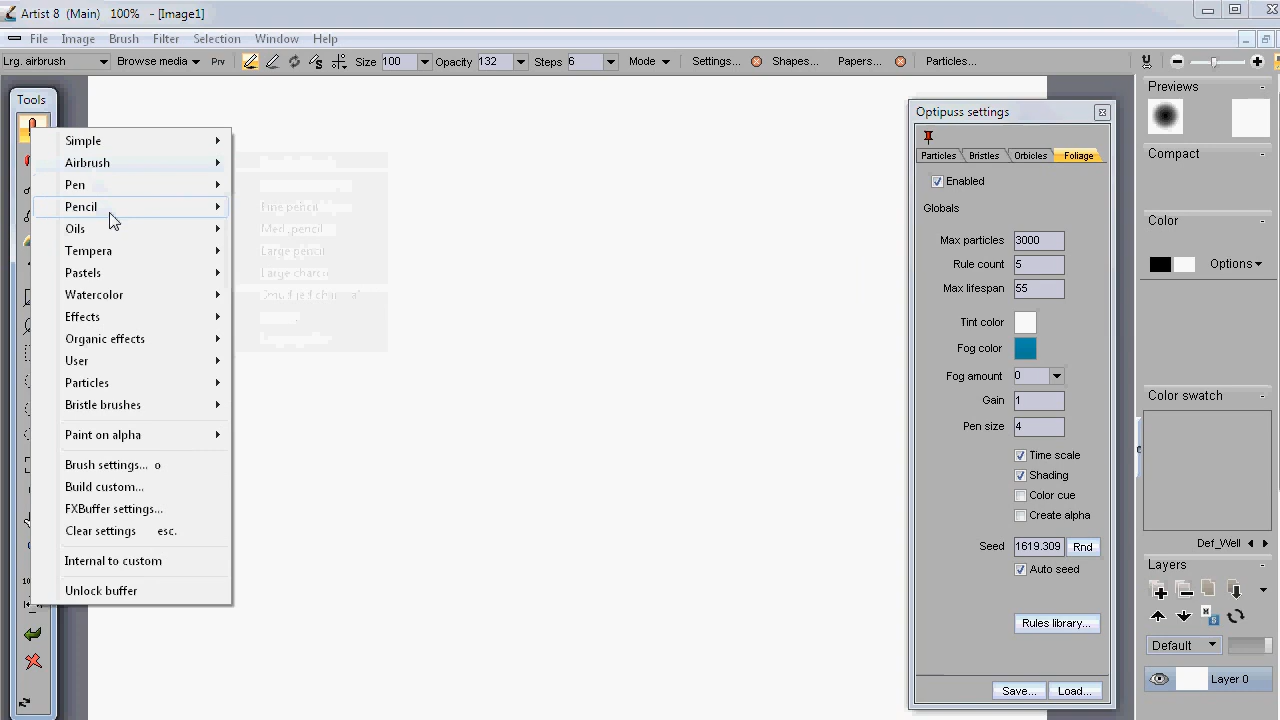 Artist 8 (Main) 100% - [Image1]
File Image Brush Filter Selection Window Help
Lrg. airbrush Browse media Prv Size 100 Opacity 132 Steps 6 Mode Settings... Shapes... Papers... Particles...
Tools
Simple
Airbrush
Pen
Pencil
Oils
Tempera
Pastels
Watercolor
Effects
Organic effects
User
Particles
Bristle brushes
Paint on alpha
Brush settings... o
Build custom...
FXBuffer settings...
Clear settings esc.
Internal to custom
Unlock buffer
Fine pencil
Med. pencil
Large pencil
Optipuss settings
Particles Bristles Orbicles Foliage
Enabled
Globals
Max particles 3000
Rule count 5
Max lifespan 55
Tint color
Fog color
Fog amount 0
Gain 1
Pen size 4
Time scale
Shading
Color cue
Create alpha
Seed 1619.309 Rnd
Auto seed
Rules library...
Save... Load...
Previews
Compact
Color
Options
Color swatch
Def_Well
Layers
Default
Layer 0